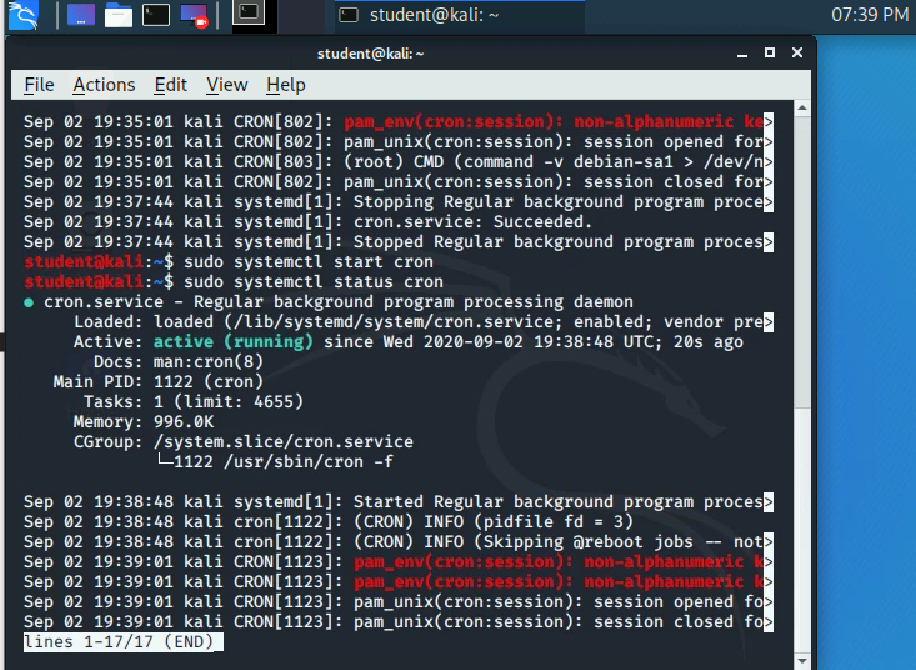 student@kali: ~
07:39 PM
student@kali: ~
File Actions Edit View Help
Sep 02 19:35:01 kali CRON[802]: pam_env(cron:session): non-alphanumeric ke>
Sep 02 19:35:01 kali CRON[802]: pam_unix(cron:session): session opened for>
Sep 02 19:35:01 kali CRON[803]: (root) CMD (command -v debian-sa1 > /dev/n>
Sep 02 19:35:01 kali CRON[802]: pam_unix(cron:session): session closed for>
Sep 02 19:37:44 kali systemd[1]: Stopping Regular background program proce>
Sep 02 19:37:44 kali systemd[1]: cron.service: Succeeded.
Sep 02 19:37:44 kali systemd[1]: Stopped Regular background program proces>
student@kali:~$ sudo systemctl start cron
student@kali:~$ sudo systemctl status cron
● cron.service - Regular background program processing daemon
Loaded: loaded (/lib/systemd/system/cron.service; enabled; vendor pre>
Active: active (running) since Wed 2020-09-02 19:38:48 UTC; 20s ago
Docs: man:cron(8)
Main PID: 1122 (cron)
Tasks: 1 (limit: 4655)
Memory: 996.0K
CGroup: /system.slice/cron.service
└─1122 /usr/sbin/cron -f
Sep 02 19:38:48 kali systemd[1]: Started Regular background program proces>
Sep 02 19:38:48 kali cron[1122]: (CRON) INFO (pidfile fd = 3)
Sep 02 19:38:48 kali cron[1122]: (CRON) INFO (Skipping @reboot jobs -- not>
Sep 02 19:39:01 kali CRON[1123]: pam_env(cron:session): non-alphanumeric k>
Sep 02 19:39:01 kali CRON[1123]: pam_env(cron:session): non-alphanumeric k>
Sep 02 19:39:01 kali CRON[1123]: pam_unix(cron:session): session opened fo>
Sep 02 19:39:01 kali CRON[1123]: pam_unix(cron:session): session closed fo>
lines 1-17/17 (END)